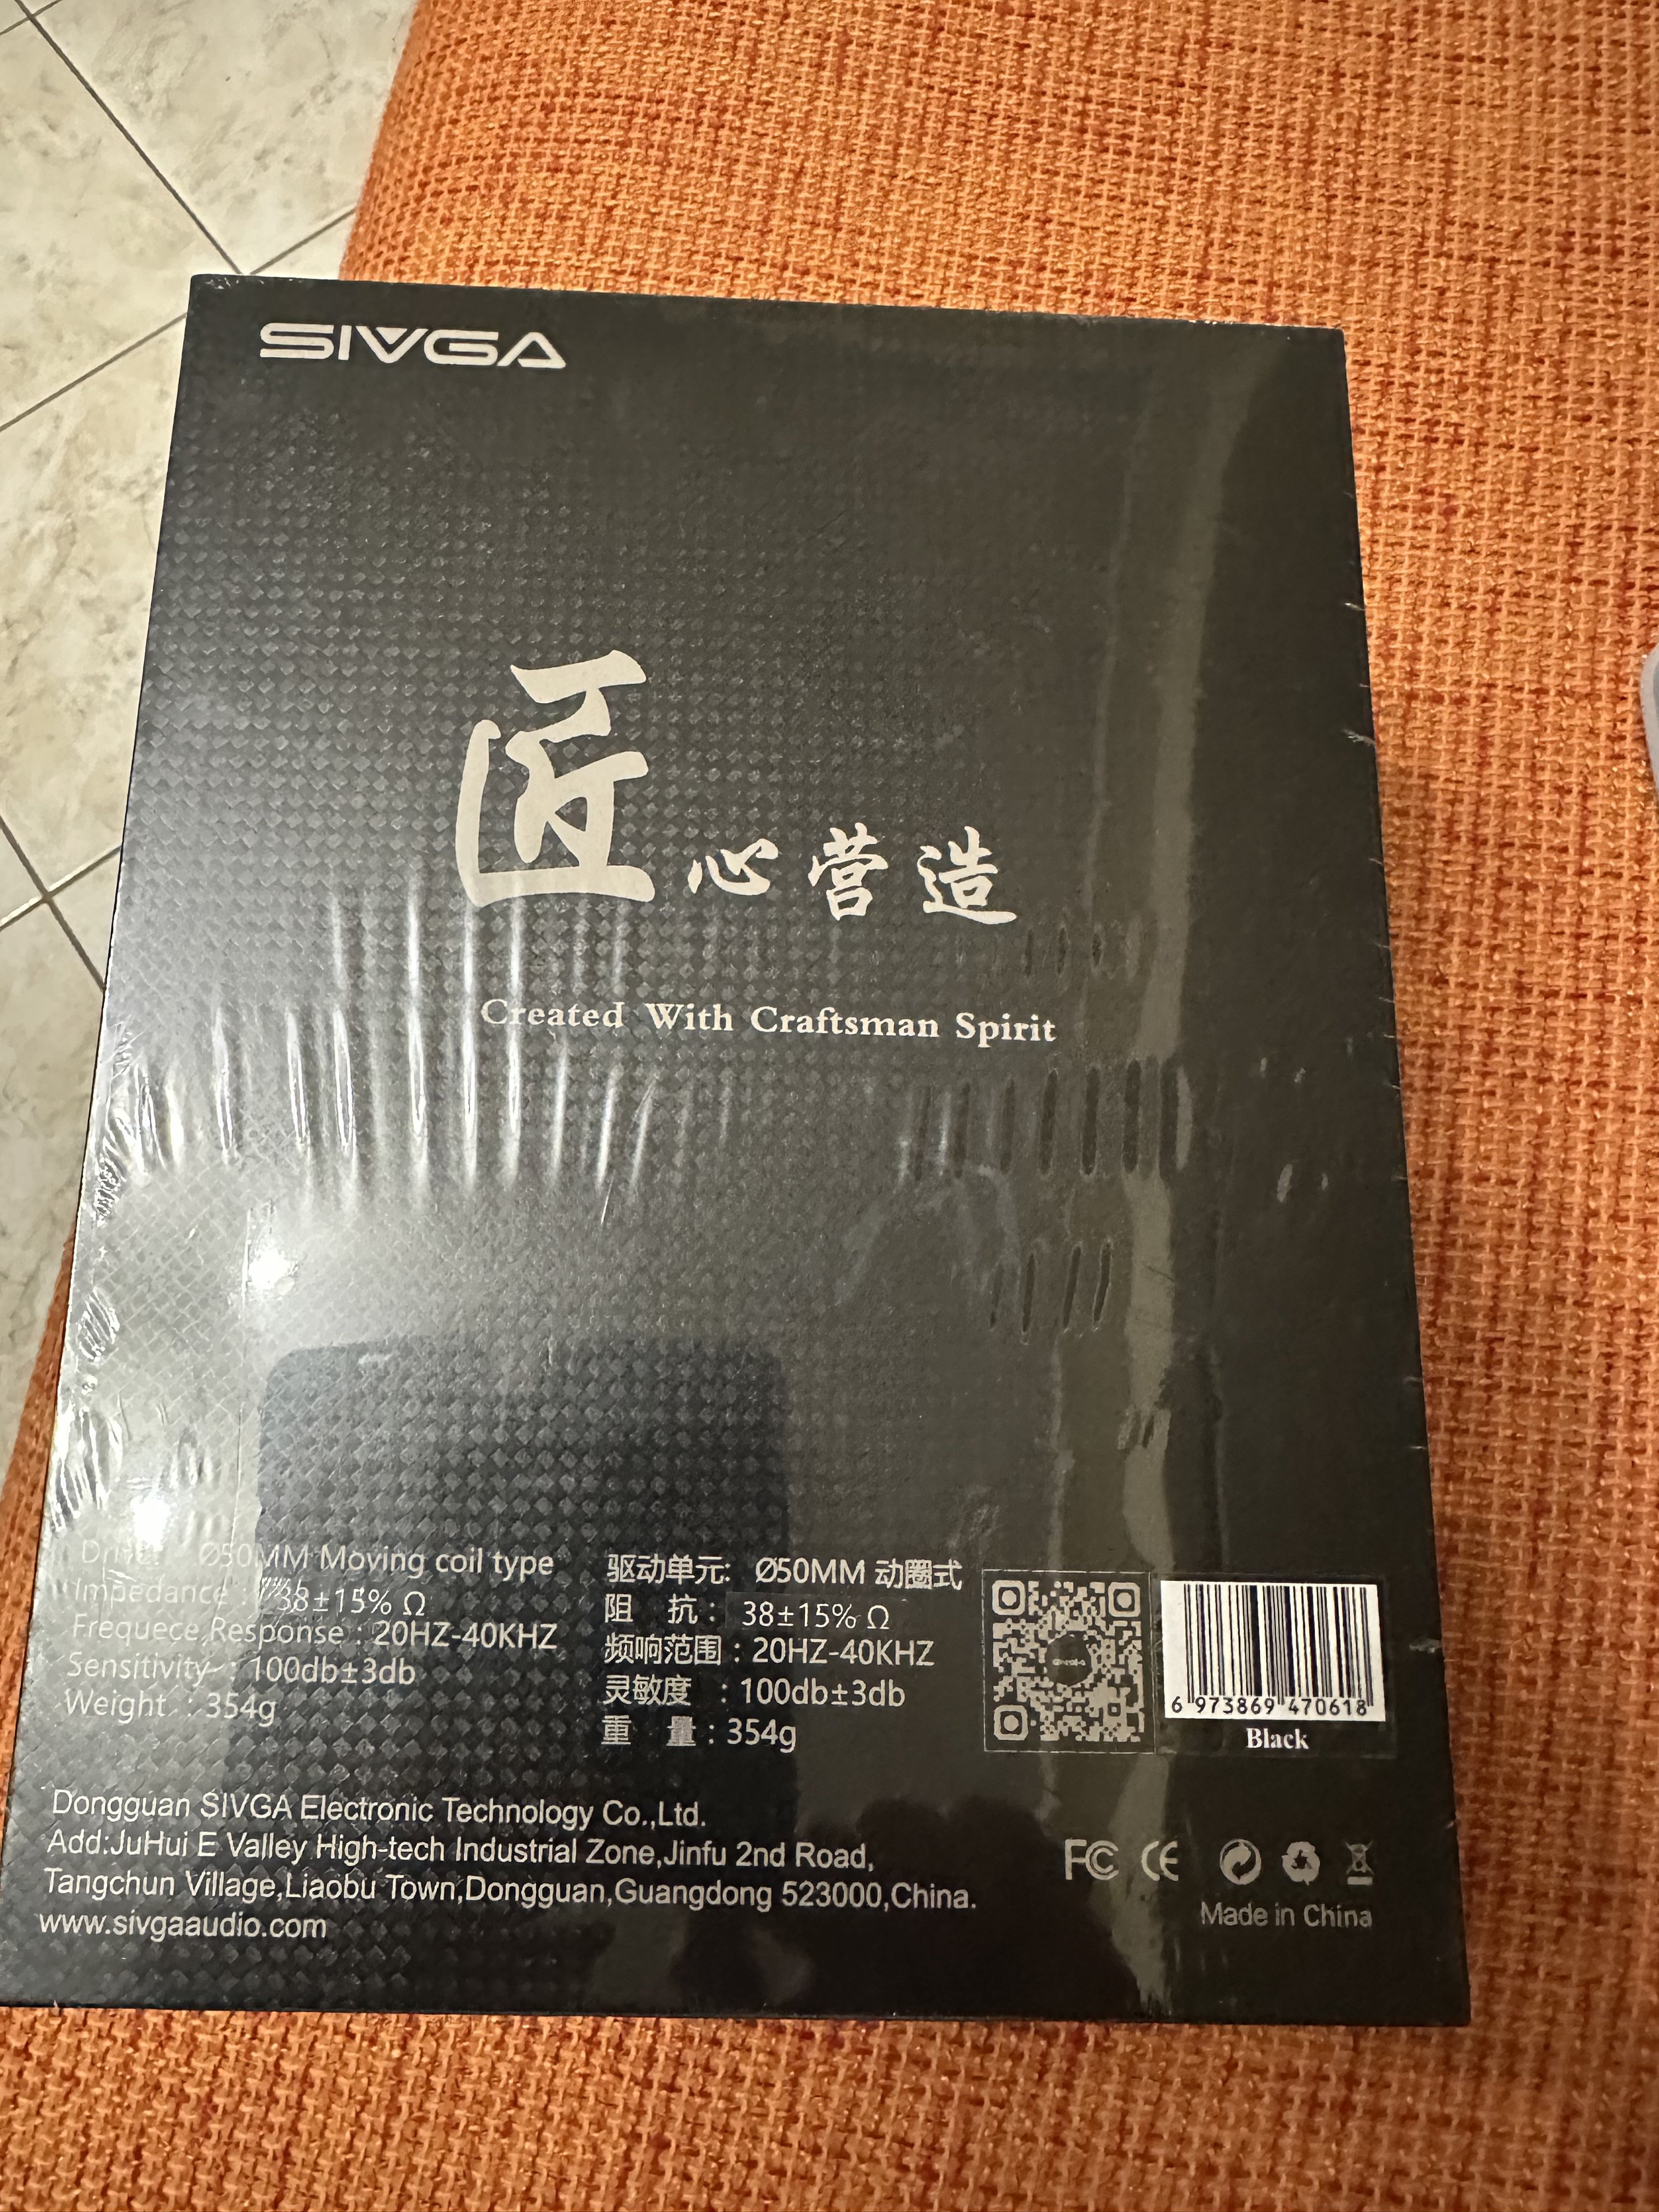 SIVGA
匠心营造
Created With Craftsman Spirit
Driver: Ø50MM Moving coil type
Impedance : 38±15% Ω
Frequece Response : 20HZ-40KHZ
Sensitivity : 100db±3db
Weight : 354g
驱动单元: Ø50MM 动圈式
阻 抗 : 38±15% Ω
频响范围 : 20HZ-40KHZ
灵敏度 : 100db±3db
重 量 : 354g
6 973869 470618
Black
Dongguan SIVGA Electronic Technology Co.,Ltd.
Add:JuHui E Valley High-tech Industrial Zone,Jinfu 2nd Road,
Tangchun Village,Liaobu Town,Dongguan,Guangdong 523000,China.
www.sivgaaudio.com
FC CE
Made in China